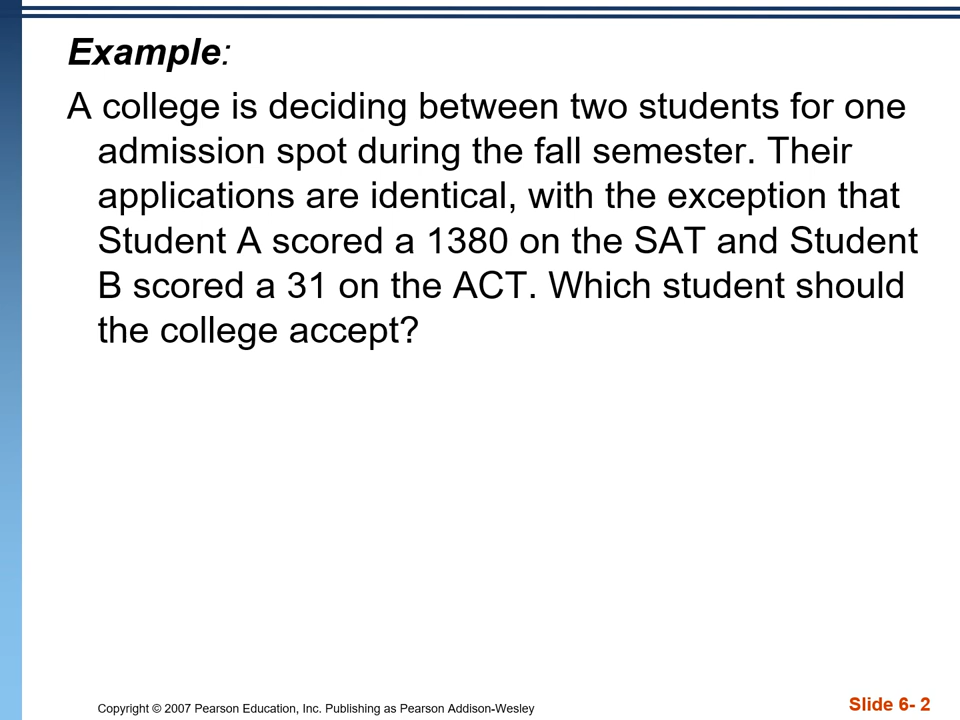 Example:
A college is deciding between two students for one
admission spot during the fall semester. Their
applications are identical, with the exception that
Student A scored a 1380 on the SAT and Student
B scored a 31 on the ACT. Which student should
the college accept?
Copyright © 2007 Pearson Education, Inc. Publishing as Pearson Addison-Wesley
Slide 6- 2